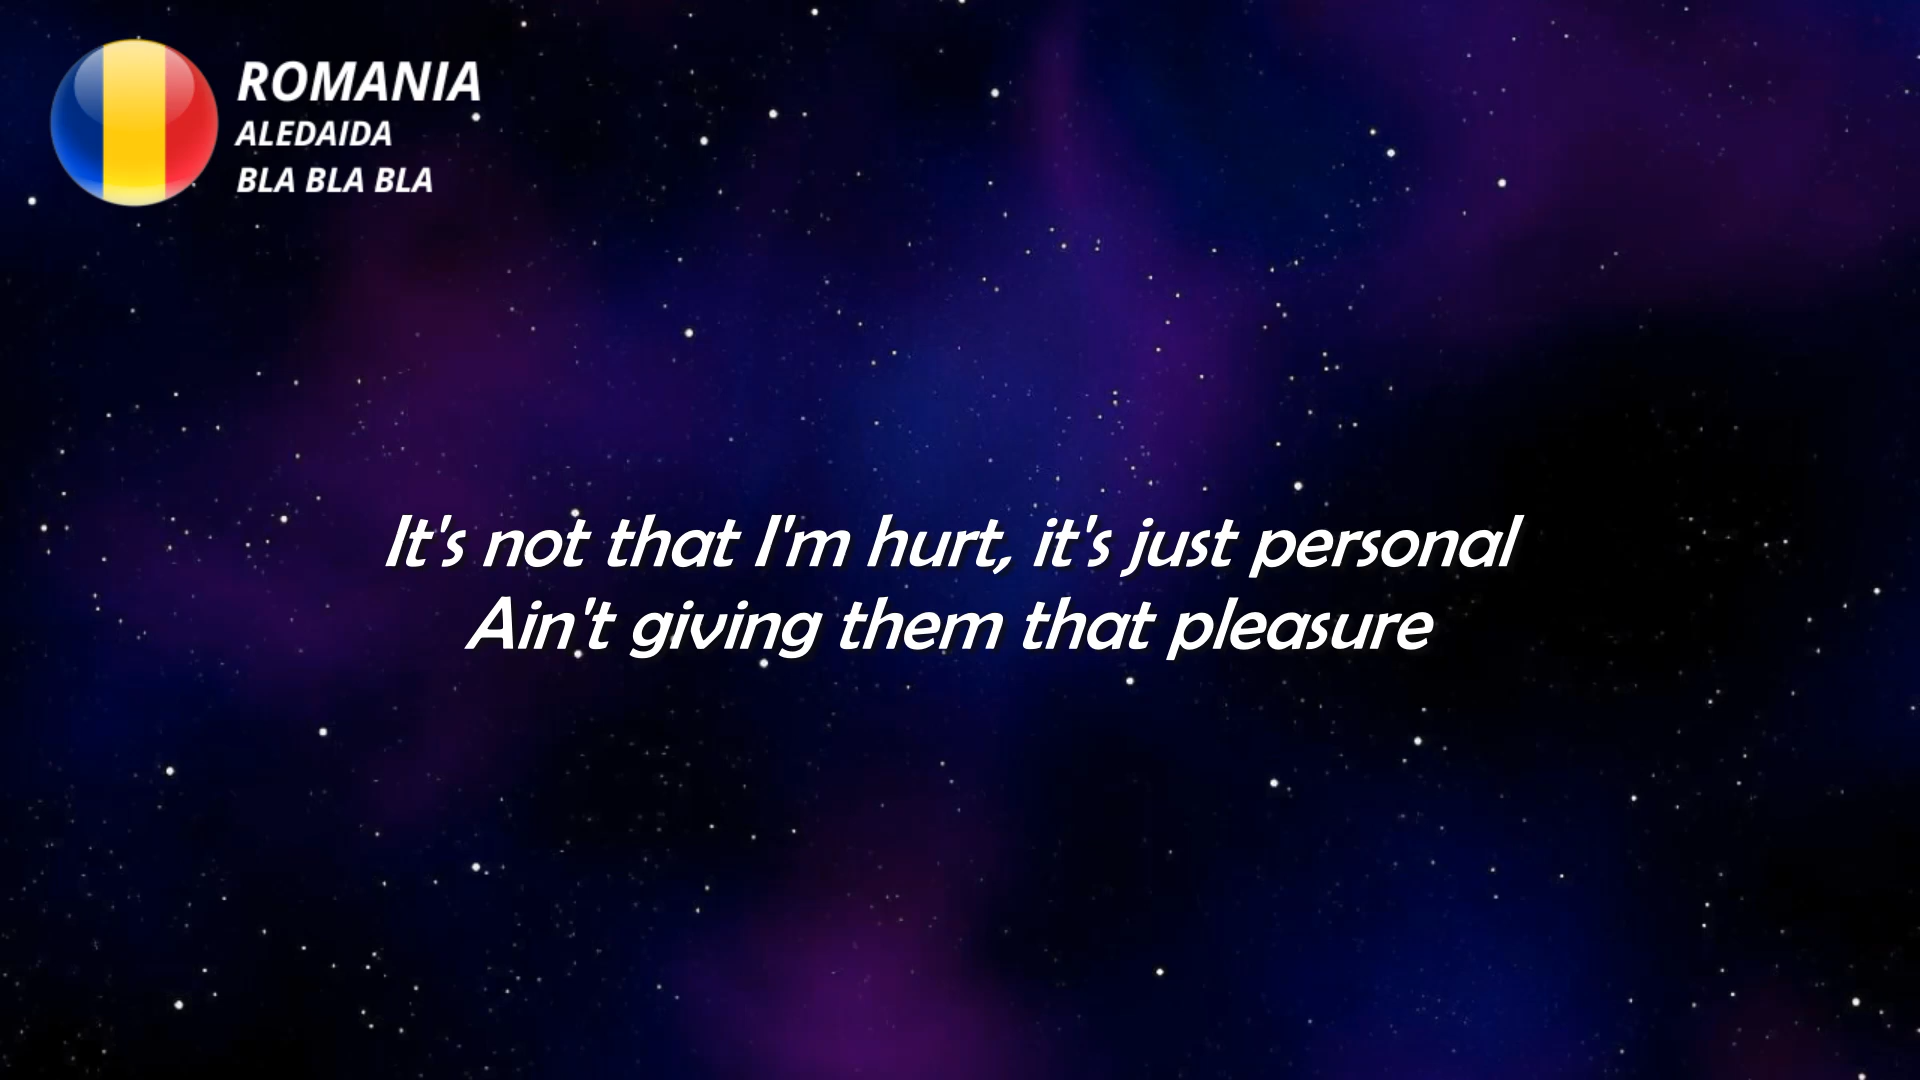 ROMANIA
ALEDAIDA
BLA BLA BLA
It's not that I'm hurt, it's just personal
Ain't giving them that pleasure